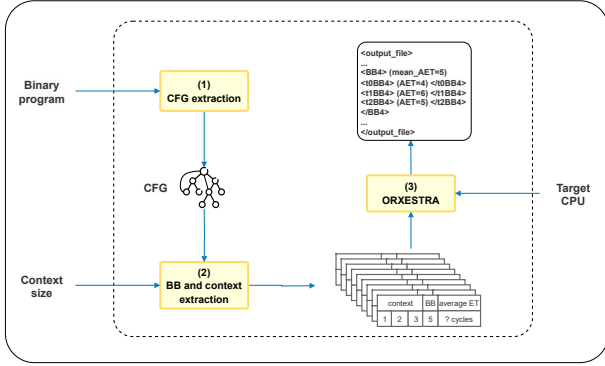 Binary
program
(1)
CFG extraction
CFG
Context
size
(2)
BB and context
extraction
<output_file>
...
<BB4> (mean_AET=5)
<t0BB4> (AET=4) </t0BB4>
<t1BB4> (AET=6) </t1BB4>
<t2BB4> (AET=5) </t2BB4>
</BB4>
...
</output_file>
(3)
ORXESTRA
Target
CPU
context BB average ET
1 2 3 5 ? cycles